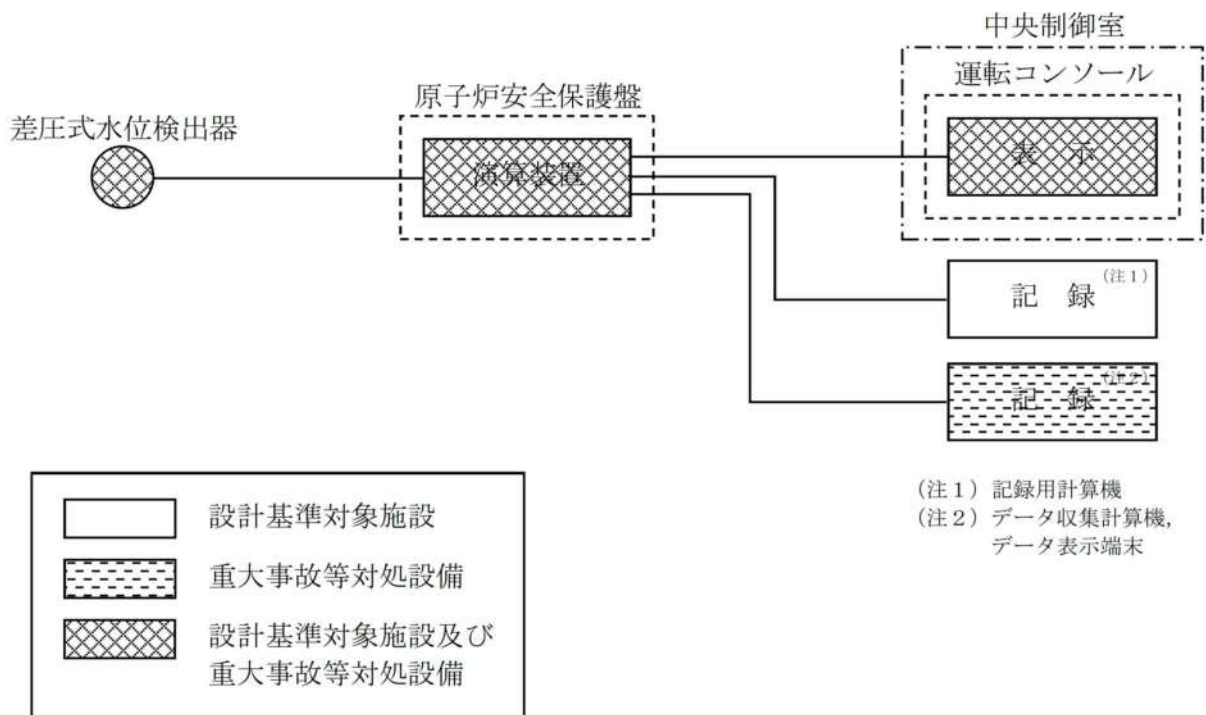 中央制御室
運転コンソール
原子炉安全保護盤
差圧式水位検出器
演算装置
表 示
記 録 (注1)
記 録 (注2)
(注1)記録用計算機
(注2)データ収集計算機,
データ表示端末
設計基準対象施設
重大事故等対処設備
設計基準対象施設及び
重大事故等対処設備